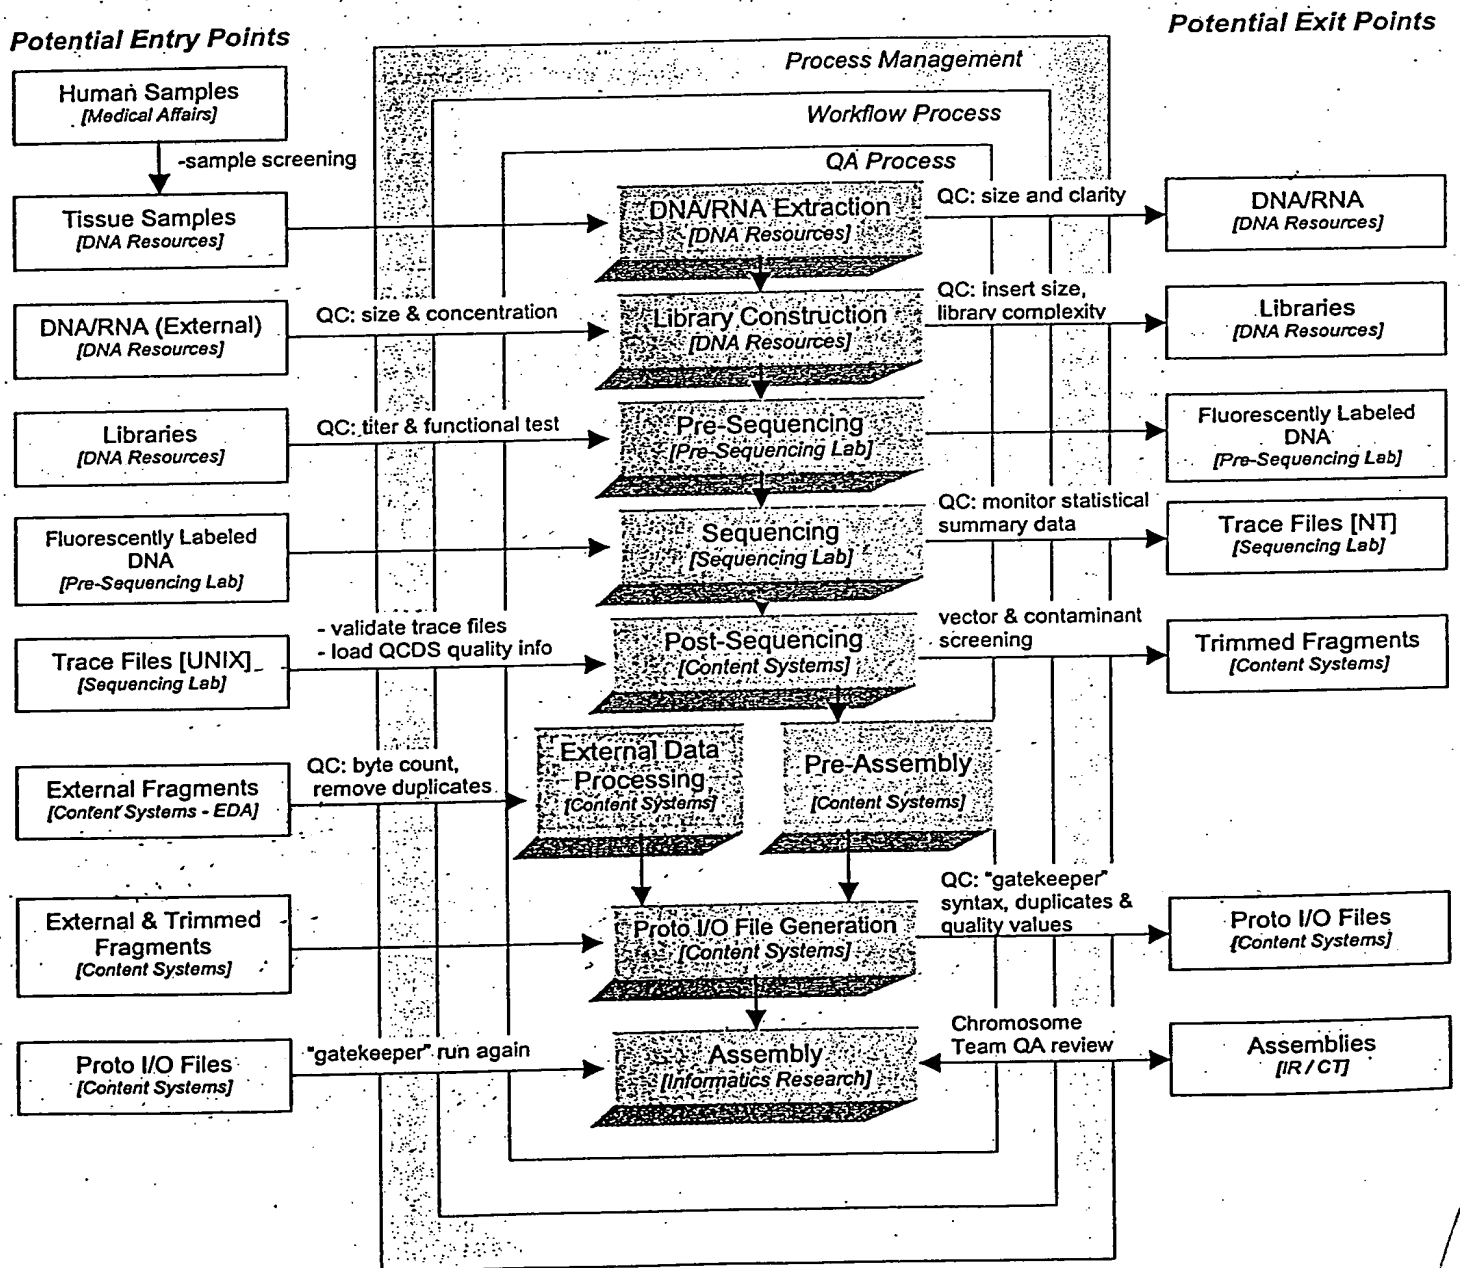 Potential Entry Points
Potential Exit Points
Process Management
Workflow Process
QA Process
Human Samples
[Medical Affairs]
-sample screening
Tissue Samples
[DNA Resources]
DNA/RNA Extraction
[DNA Resources]
QC: size and clarity
DNA/RNA
[DNA Resources]
DNA/RNA (External)
[DNA Resources]
QC: size & concentration
Library Construction
[DNA Resources]
QC: insert size,
library complexity
Libraries
[DNA Resources]
Libraries
[DNA Resources]
QC: titer & functional test
Pre-Sequencing
[Pre-Sequencing Lab]
Fluorescently Labeled
DNA
[Pre-Sequencing Lab]
Fluorescently Labeled
DNA
[Pre-Sequencing Lab]
Sequencing
[Sequencing Lab]
QC: monitor statistical
summary data
Trace Files [NT]
[Sequencing Lab]
Trace Files [UNIX]
[Sequencing Lab]
- validate trace files
- load QCDS quality info
Post-Sequencing
[Content Systems]
vector & contaminant
screening
Trimmed Fragments
[Content Systems]
External Fragments
[Content Systems - EDA]
QC: byte count,
remove duplicates
External Data
Processing
[Content Systems]
Pre-Assembly
[Content Systems]
External & Trimmed
Fragments
[Content Systems]
Proto I/O File Generation
[Content Systems]
QC: "gatekeeper"
syntax, duplicates &
quality values
Proto I/O Files
[Content Systems]
Proto I/O Files
[Content Systems]
"gatekeeper" run again
Assembly
[Informatics Research]
Chromosome
Team QA review
Assemblies
[IR / CT]